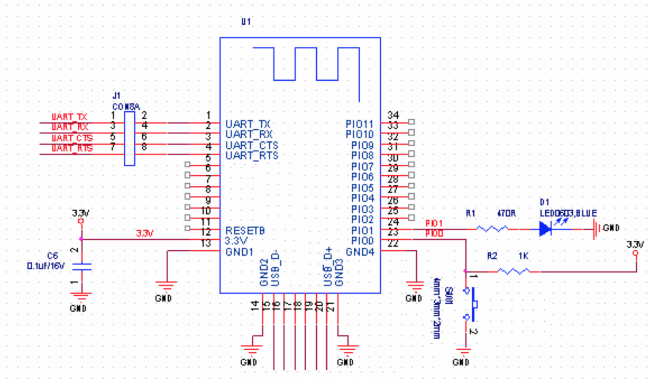 U1
J1
CON8A
UART_TX 1 2
UART_RX 3 4
UART_CTS 5 6
UART_RTS 7 8
1 UART_TX
2 UART_RX
3 UART_CTS
4 UART_RTS
5
6
7
8
9
10
11
12 RESETB
13 3.3V
GND1
PIO11 34
PIO10 33
PIO9 32
PIO8 31
PIO7 30
PIO6 29
PIO5 28
PIO4 27
PIO3 26
PIO2 25
PIO1 24
PIO0 23
GND4 22
PIO1
PIO0
R1 470R
D1
LED0603,BLUE
GND
3.3V
R2 1K
3.3V
3.3V
C6
0.1uF/16V
2
1
GND
GND
GND2
USB_D-
USB_D+
GND3
14
15
16
17
18
19
20
21
GND
GND
GND
1
4mm*3mm*2mm
2
GND